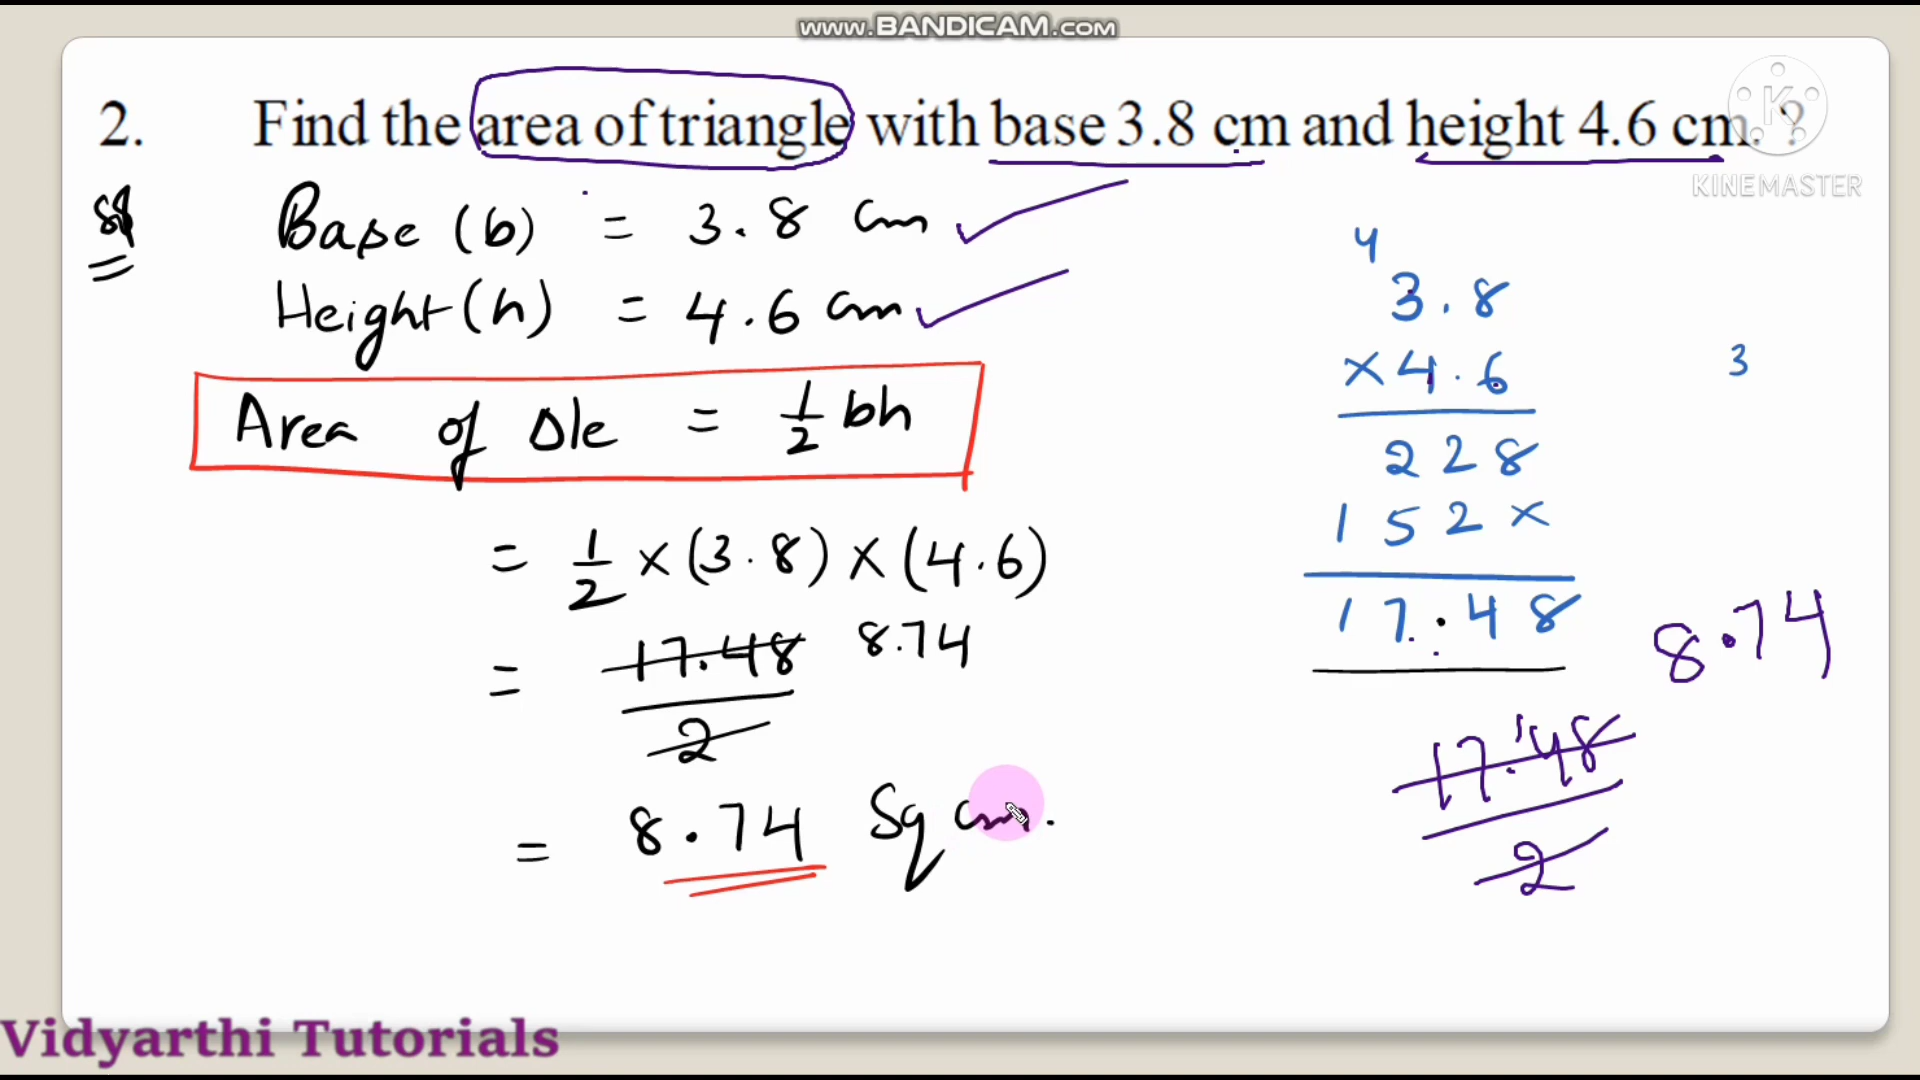 www.BANDICAM.com
2. Find the area of triangle with base 3.8 cm and height 4.6 cm. ?
KINEMASTER
Base (b) = 3.8 cm
Height (h) = 4.6 cm
Area of Δle = 1/2 bh
= 1/2 × (3.8) × (4.6)
= 17.48/2 8.74
= 8.74 Sq cm.
4
3.8
×4.6
3
228
152×
17.48
8.74
17.48
2
Vidyarthi Tutorials